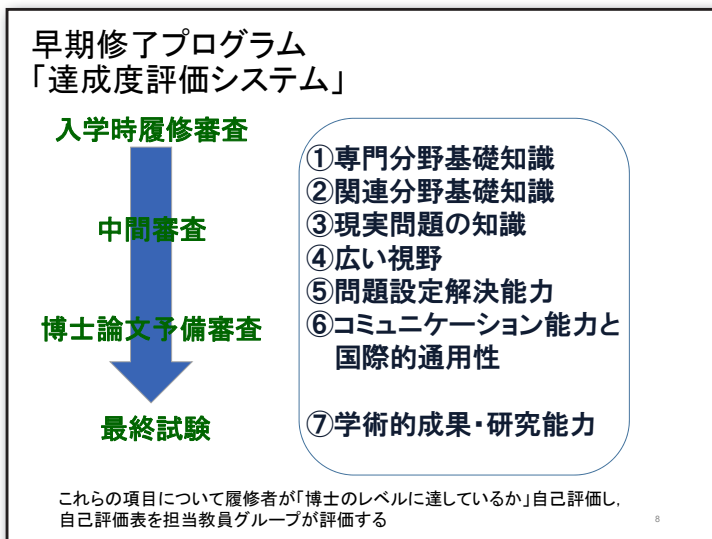 早期修了プログラム
「達成度評価システム」
入学時履修審査
中間審査
博士論文予備審査
最終試験
①専門分野基礎知識
②関連分野基礎知識
③現実問題の知識
④広い視野
⑤問題設定解決能力
⑥コミュニケーション能力と
国際的通用性
⑦学術的成果・研究能力
これらの項目について履修者が「博士のレベルに達しているか」自己評価し,
自己評価表を担当教員グループが評価する
8